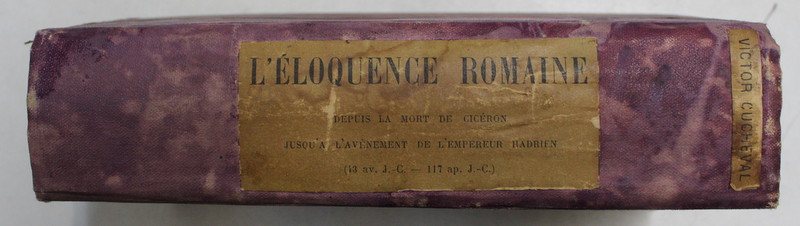 L'ÉLOQUENCE ROMAINE
DEPUIS LA MORT DE CICÉRON
JUSQU'A L'AVÈNEMENT DE L'EMPEREUR HADRIEN
(43 av. J.-C. — 117 ap. J.-C.)
VICTOR CUCHEVAL